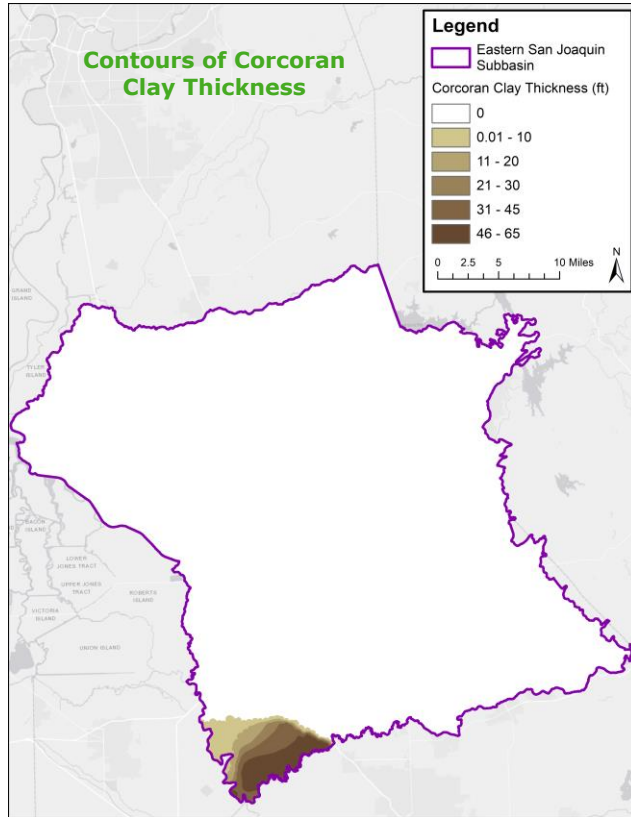 Contours of Corcoran
Clay Thickness
Legend
Eastern San Joaquin
Subbasin
Corcoran Clay Thickness (ft)
0
0.01 - 10
11 - 20
21 - 30
31 - 45
46 - 65
0 2.5 5 10 Miles
N
GRAND
ISLAND
TYLER
ISLAND
BACON
ISLAND
LOWER
JONES TRACT
UPPER JONES
TRACT
ROBERTS
ISLAND
VICTORIA
ISLAND
UNION ISLAND